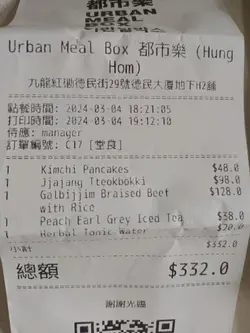 都市樂
URBAN
MEAL
Urban Meal Box 都市樂 (Hung
Hom)
九龍紅磡德民街29號德民大廈地下H2舖
點餐時間: 2024-03-04 18:21:05
打印時間: 2024-03-04 19:12:10
侍應: manager
訂單編號: C17 [堂食]
1 Kimchi Pancakes $48.0
1 Jjajang Tteokbokki $98.0
1 Galbijjim Braised Beef $128.0
with Rice
1 Peach Earl Grey Iced Tea $38.0
1 Herbal Tonic Water $20.0
$332.0
總額 $332.0
謝謝光臨